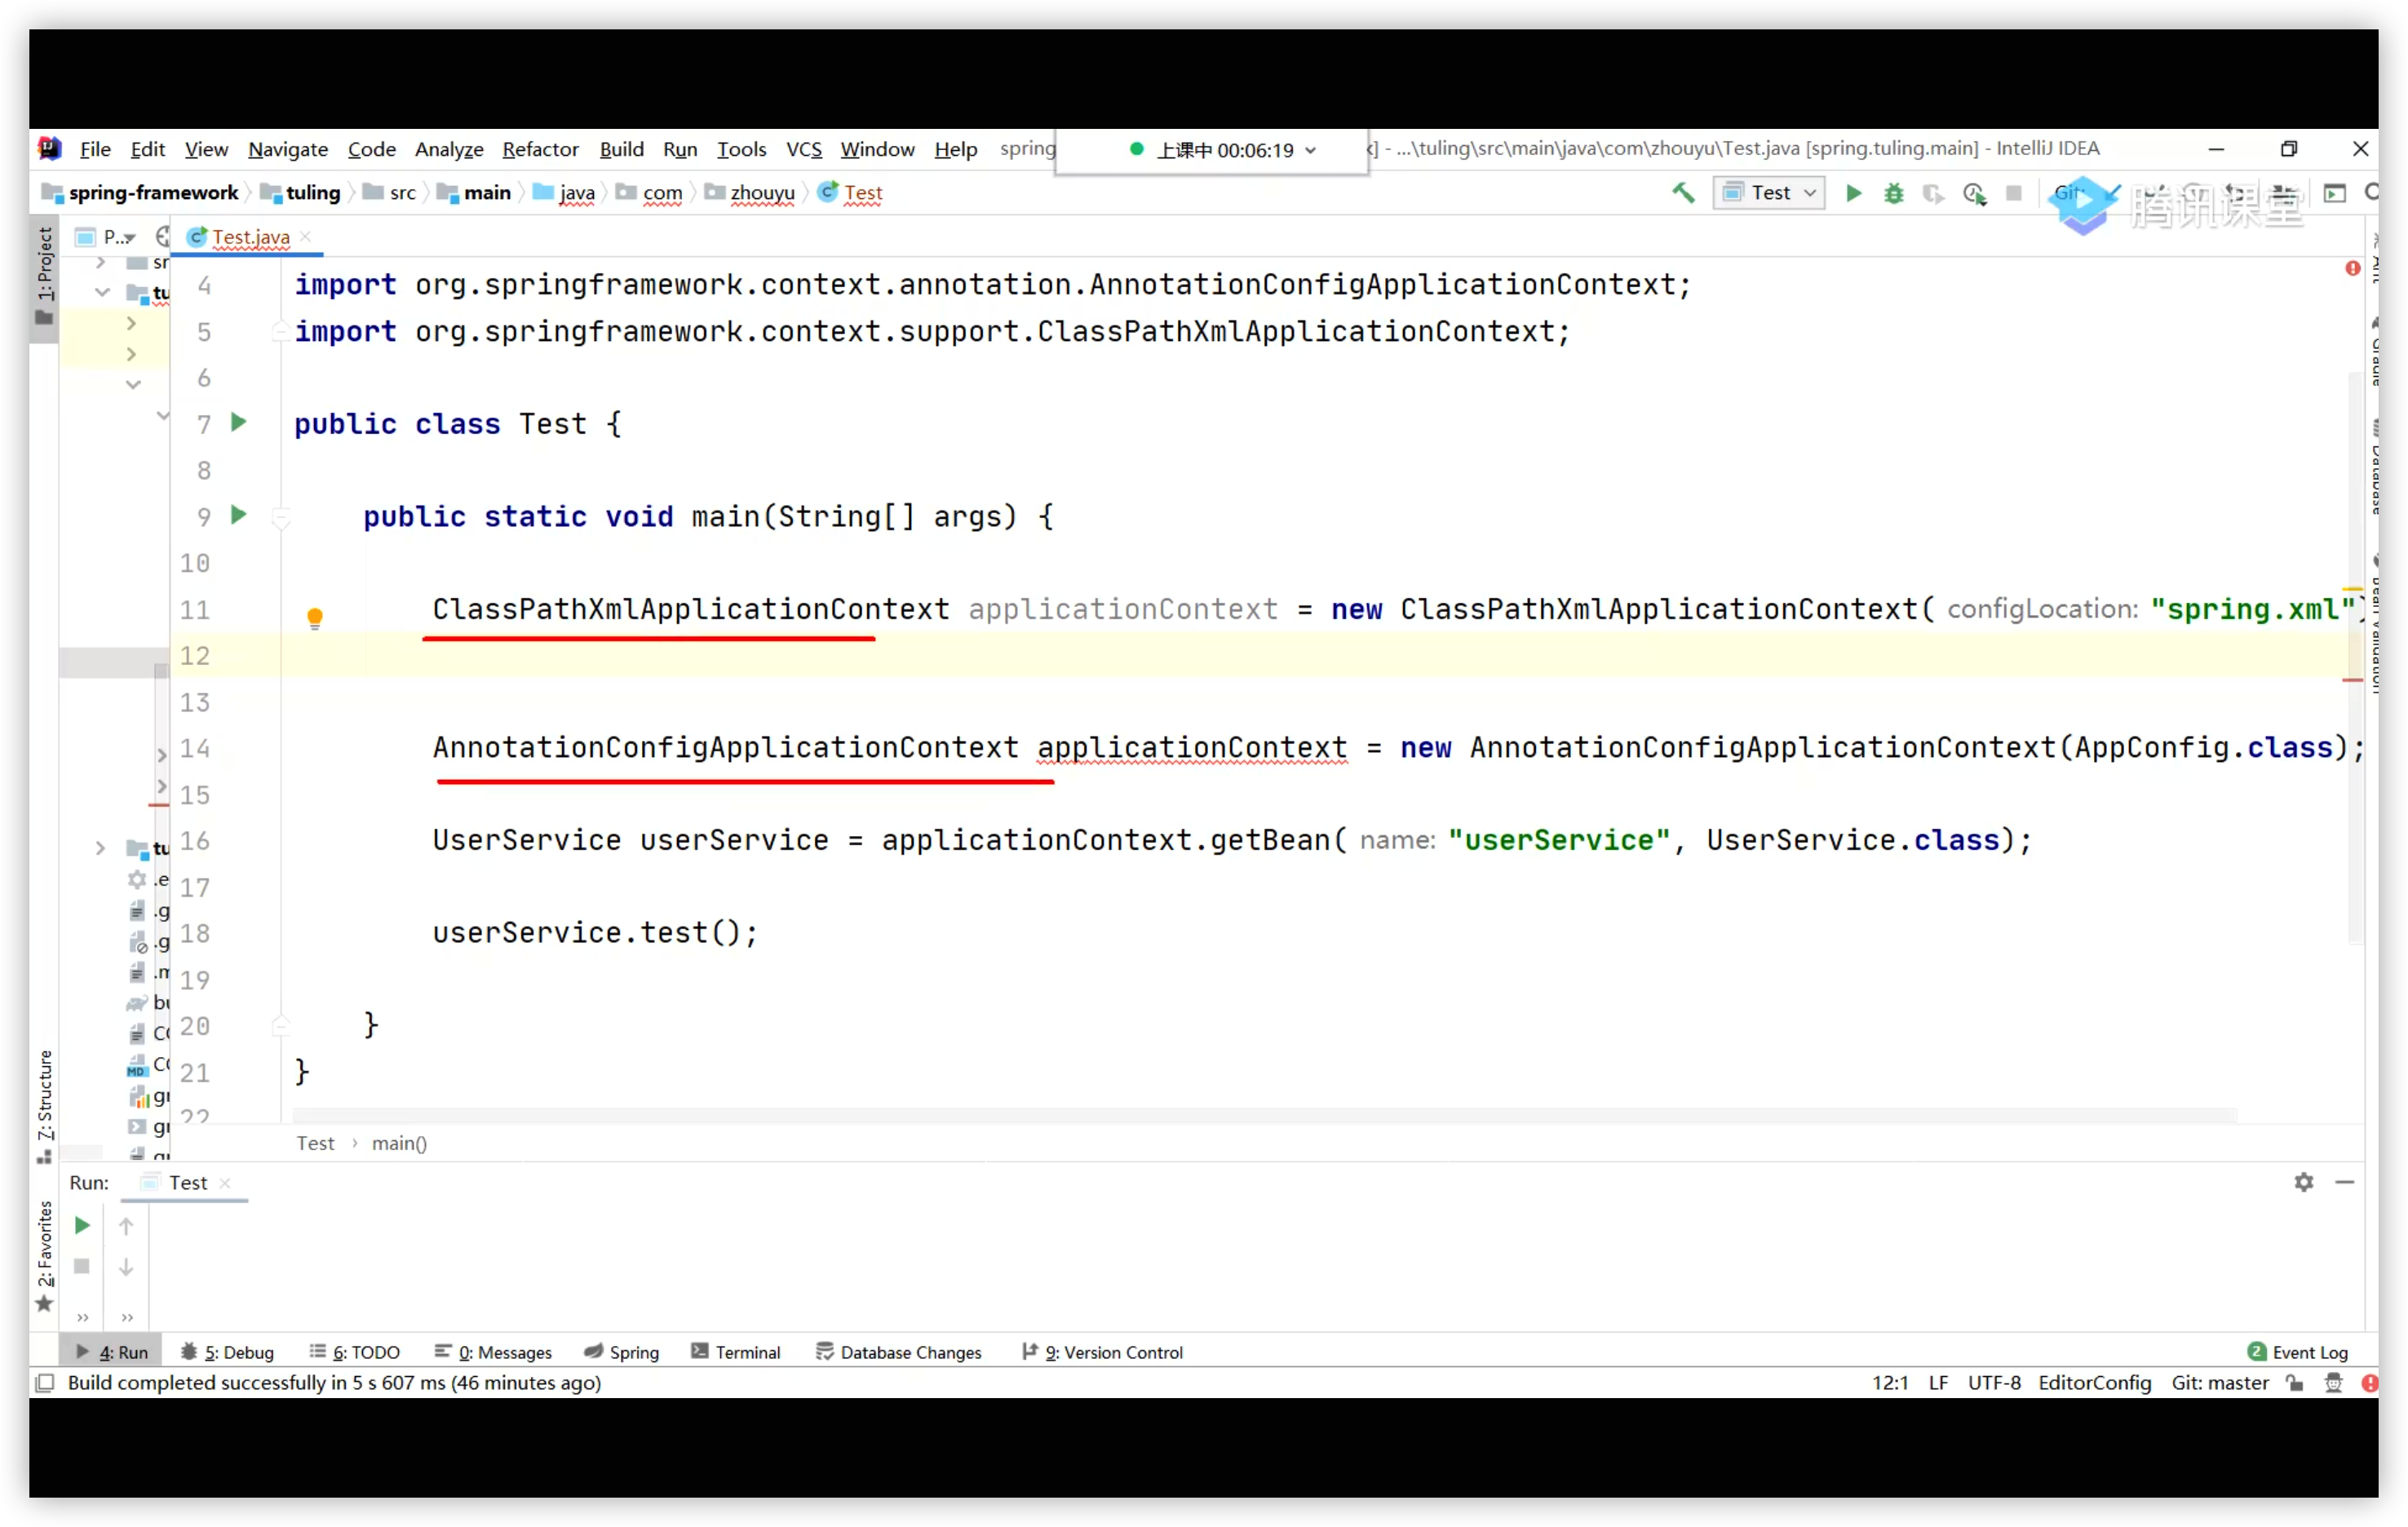 File Edit View Navigate Code Analyze Refactor Build Run Tools VCS Window Help spring 上课中 00:06:19 ...\tuling\src\main\java\com\zhouyu\Test.java [spring.tuling.main] - IntelliJ IDEA
spring-framework tuling src main java com zhouyu Test Test Git:
腾讯课堂
1: Project P... Test.java
4 import org.springframework.context.annotation.AnnotationConfigApplicationContext;
5 import org.springframework.context.support.ClassPathXmlApplicationContext;
6
7 public class Test {
8
9 public static void main(String[] args) {
10
11 ClassPathXmlApplicationContext applicationContext = new ClassPathXmlApplicationContext( configLocation: "spring.xml")
12
13
14 AnnotationConfigApplicationContext applicationContext = new AnnotationConfigApplicationContext(AppConfig.class);
15
16 UserService userService = applicationContext.getBean( name: "userService", UserService.class);
17
18 userService.test();
19
20 }
21 }
22
Test main()
7: Structure
2: Favorites
Run: Test
4: Run 5: Debug 6: TODO 0: Messages Spring Terminal Database Changes 9: Version Control 2 Event Log
Build completed successfully in 5 s 607 ms (46 minutes ago) 12:1 LF UTF-8 EditorConfig Git: master